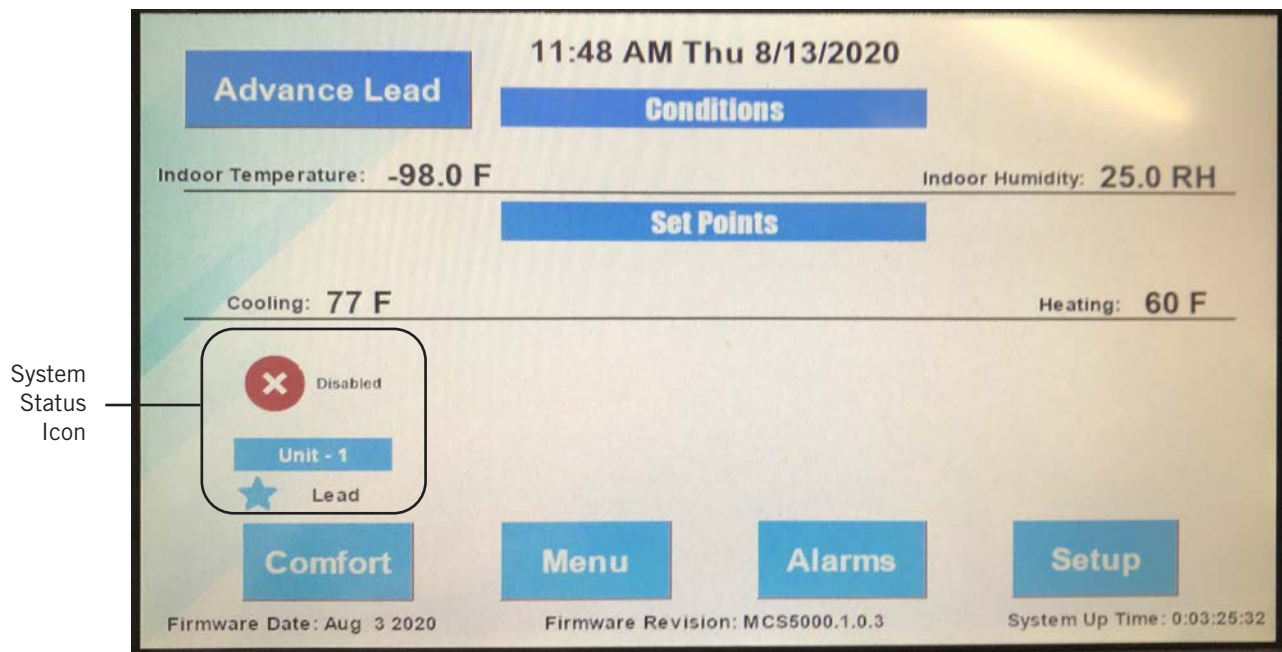 11:48 AM Thu 8/13/2020
Advance Lead
Conditions
Indoor Temperature: -98.0 F
Indoor Humidity: 25.0 RH
Set Points
Cooling: 77 F
Heating: 60 F
System
Status
Icon
Disabled
Unit - 1
Lead
Comfort
Menu
Alarms
Setup
Firmware Date: Aug 3 2020
Firmware Revision: MCS5000.1.0.3
System Up Time: 0:03:25:32